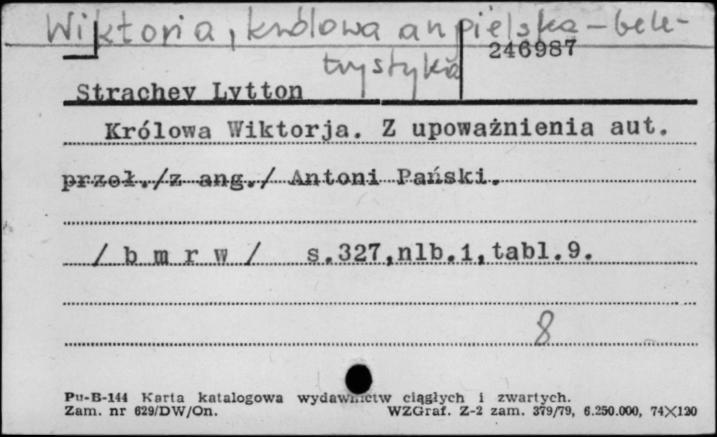 Wiktoria, królowa angielska - bele-
trystyka
246987
Strachey Lytton
Królowa Wiktorja. Z upoważnienia aut.
przeł./z ang./ Antoni Pański.
/ b m r w / s.327,nlb.1,tabl.9.
8
Pu-B-144 Karta katalogowa wydawnictw ciągłych i zwartych.
Zam. nr 629/DW/On. WZGraf. Z-2 zam. 379/79, 6.250.000, 74X120